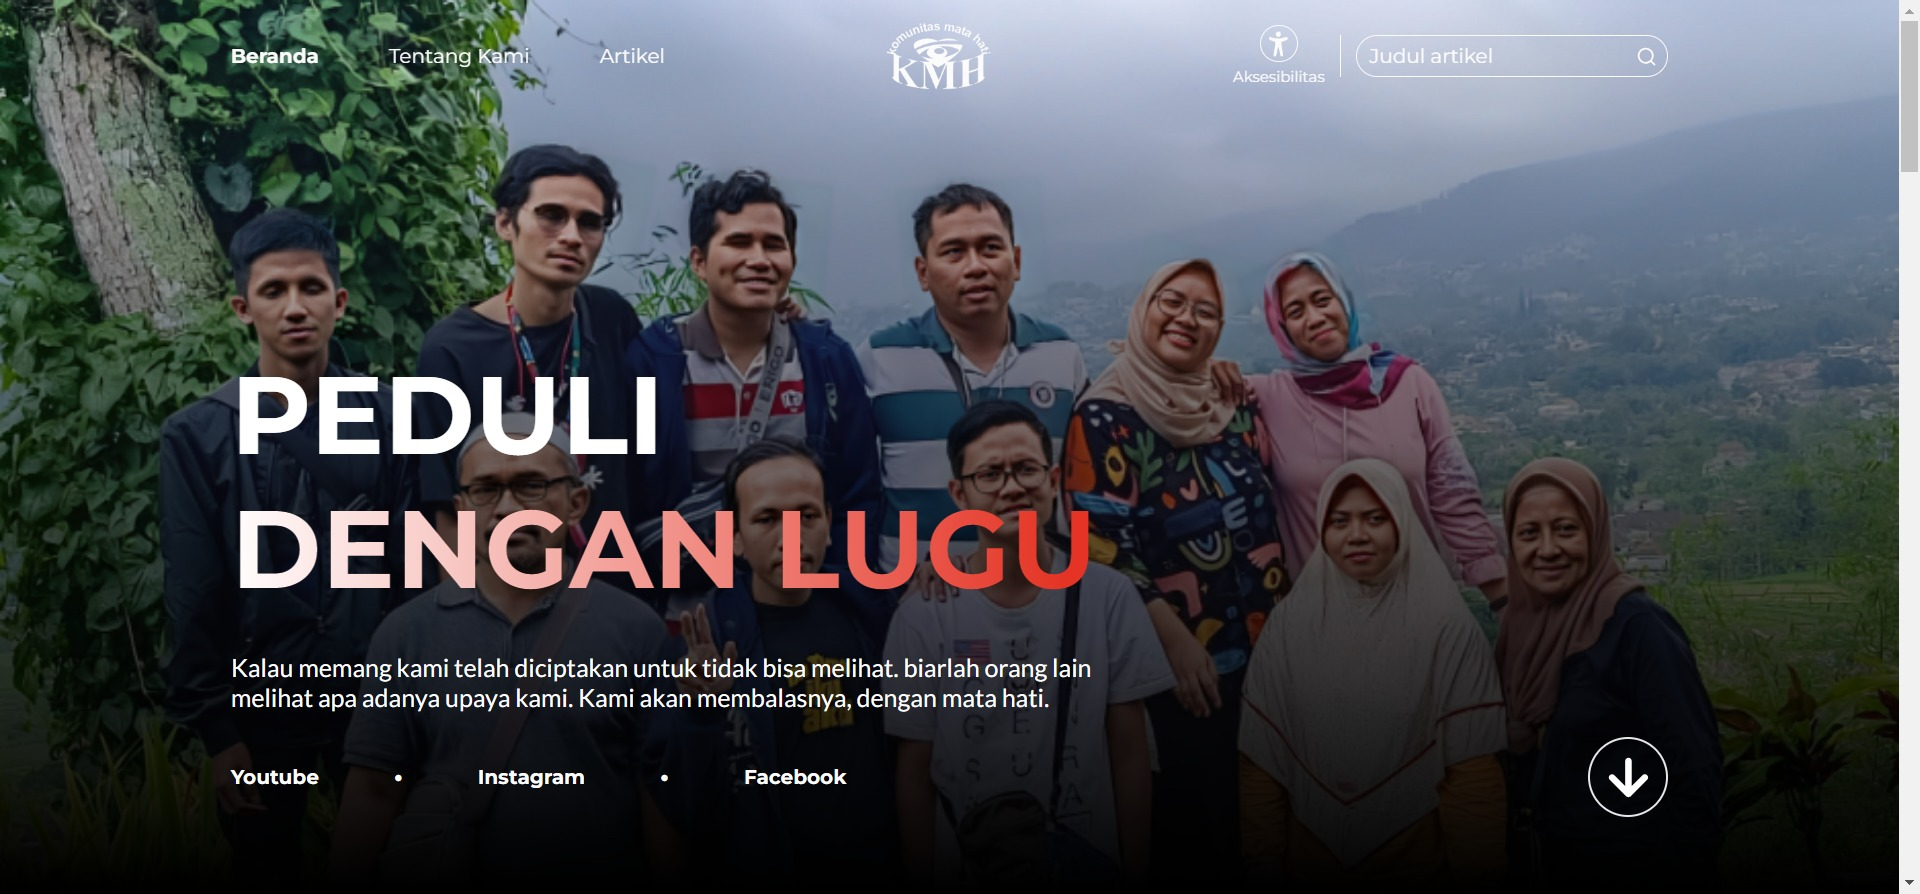 Beranda
Tentang Kami
Artikel
komunitas mata hati
KMH
Aksesibilitas
Judul artikel
PEDULI
DENGAN LUGU
Kalau memang kami telah diciptakan untuk tidak bisa melihat. biarlah orang lain
melihat apa adanya upaya kami. Kami akan membalasnya, dengan mata hati.
Youtube
•
Instagram
•
Facebook